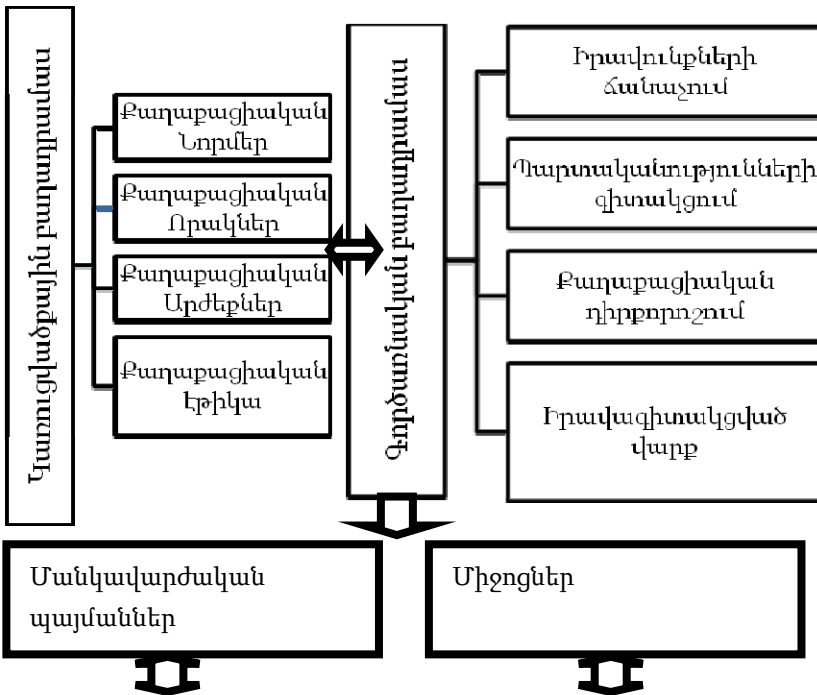 Կառուցվածքային բաղադրամաս
Քաղաքացիական
Նորմեր
Քաղաքացիական
Որակներ
Քաղաքացիական
Արժեքներ
Քաղաքացիական
Էթիկա
Գործառնական բաղադրամաս
Իրավունքների
ճանաչում
Պարտականությունների
գիտակցում
Քաղաքացիական
դիրքորոշում
Իրավագիտակցված
վարք
Մանկավարժական
պայմաններ
Միջոցներ